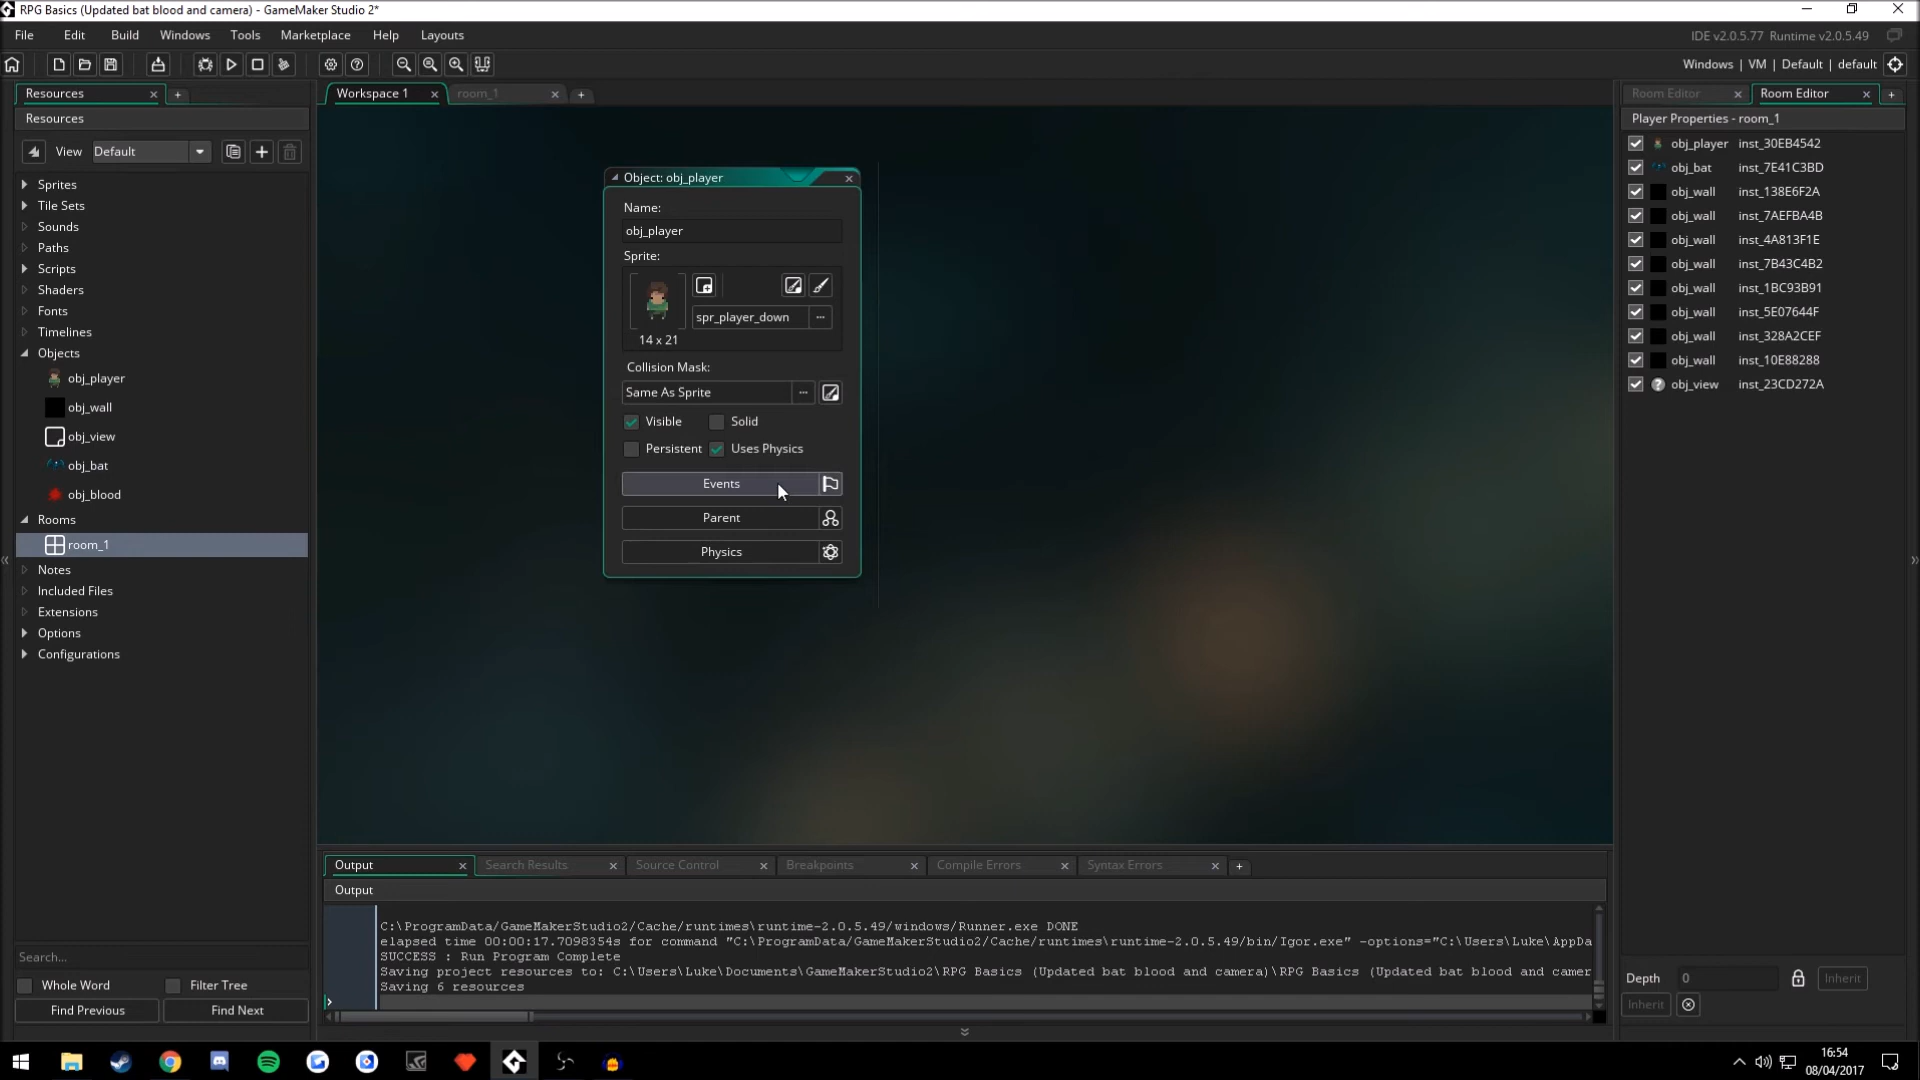 RPG Basics (Updated bat blood and camera) - GameMaker Studio 2*
File Edit Build Windows Tools Marketplace Help Layouts
IDE v2.0.5.77 Runtime v2.0.5.49
Windows | VM | Default | default
Resources
Workspace 1
room_1
Room Editor
Room Editor
Resources
Player Properties - room_1
View Default
Sprites
Tile Sets
Sounds
Paths
Scripts
Shaders
Fonts
Timelines
Objects
obj_player
obj_wall
obj_view
obj_bat
obj_blood
Rooms
room_1
Notes
Included Files
Extensions
Options
Configurations
Search...
Whole Word Filter Tree
Find Previous Find Next
Object: obj_player
Name:
obj_player
Sprite:
spr_player_down
14 x 21
Collision Mask:
Same As Sprite
Visible Solid
Persistent Uses Physics
Events
Parent
Physics
obj_player inst_30EB4542
obj_bat inst_7E41C3BD
obj_wall inst_138E6F2A
obj_wall inst_7AEFBA4B
obj_wall inst_4A813F1E
obj_wall inst_7B43C4B2
obj_wall inst_1BC93B91
obj_wall inst_5E07644F
obj_wall inst_328A2CEF
obj_wall inst_10E88288
obj_view inst_23CD272A
Depth 0 Inherit
Inherit
Output Search Results Source Control Breakpoints Compile Errors Syntax Errors
Output
C:\ProgramData/GameMakerStudio2/Cache/runtimes\runtime-2.0.5.49/windows/Runner.exe DONE
elapsed time 00:00:17.7098354s for command "C:\ProgramData/GameMakerStudio2/Cache/runtimes\runtime-2.0.5.49/bin/Igor.exe" -options="C:\Users\Luke\AppDa
SUCCESS : Run Program Complete
Saving project resources to: C:\Users\Luke\Documents\GameMakerStudio2\RPG Basics (Updated bat blood and camera)\RPG Basics (Updated bat blood and camer
Saving 6 resources
16:54
08/04/2017